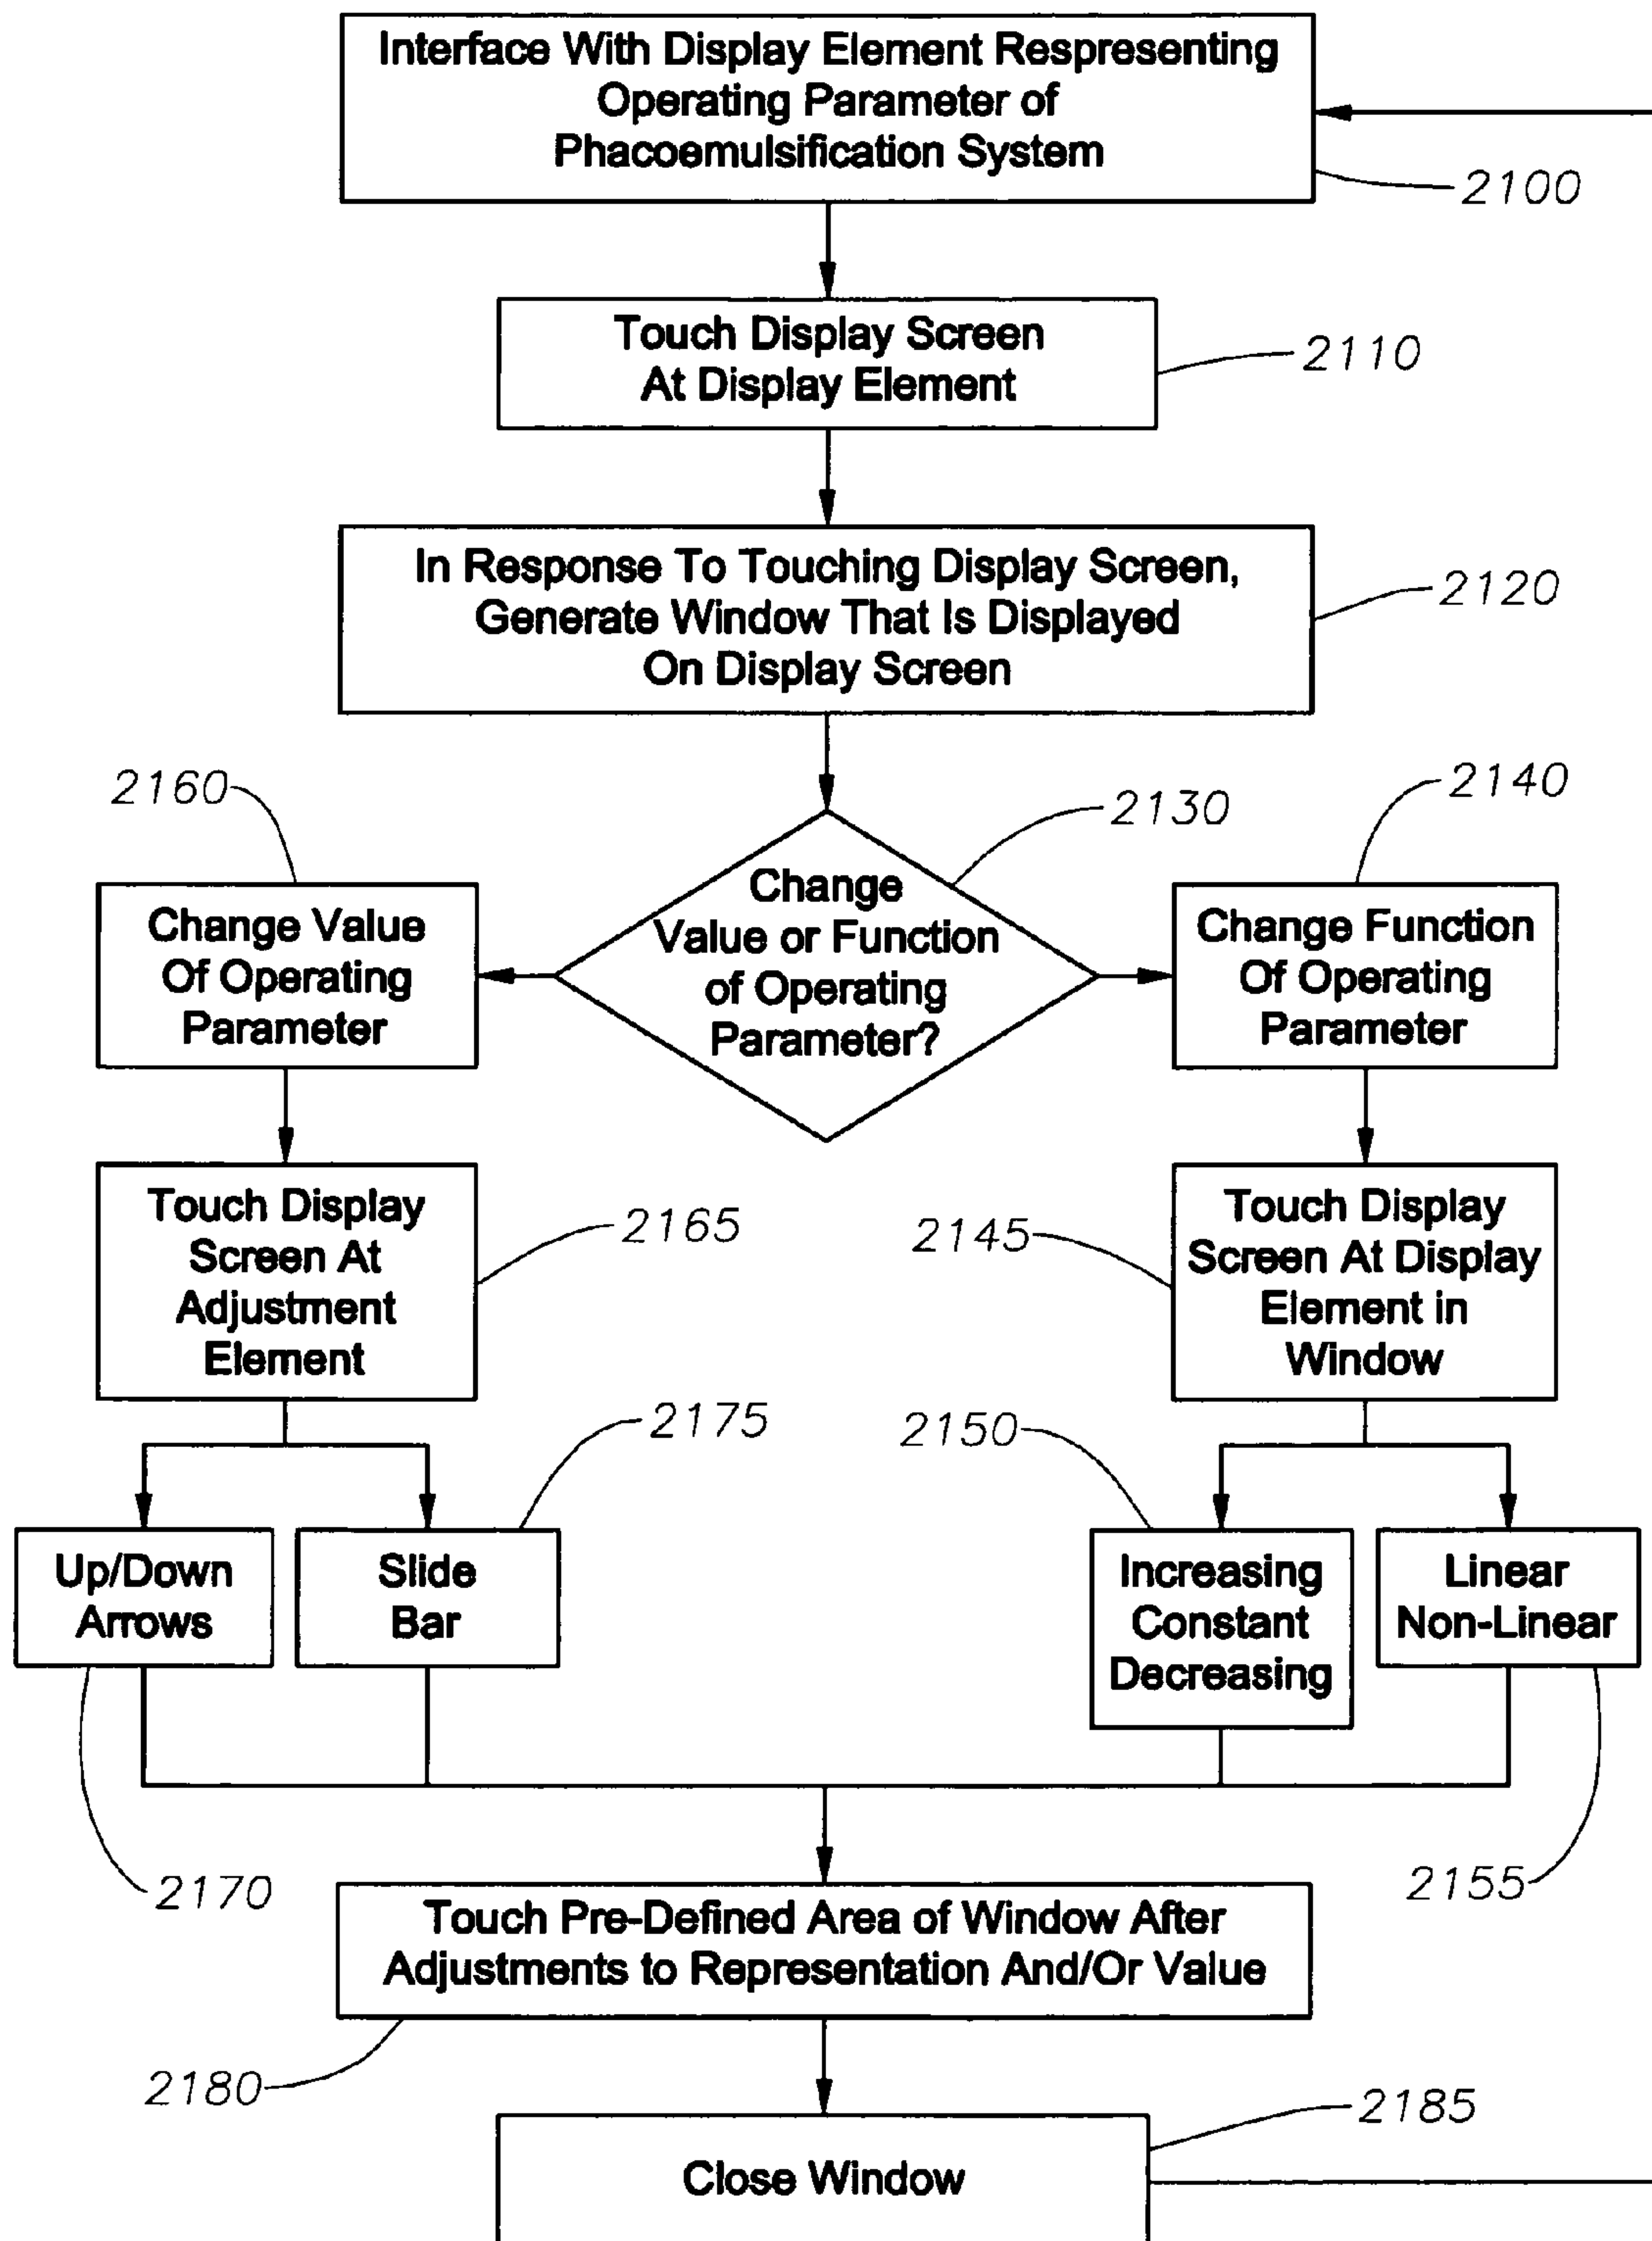 Interface With Display Element Respresenting
Operating Parameter of
Phacoemulsification System
2100
Touch Display Screen
At Display Element
2110
In Response To Touching Display Screen,
Generate Window That Is Displayed
On Display Screen
2120
2160
2130
2140
Change
Value or Function
of Operating
Parameter?
Change Value
Of Operating
Parameter
Change Function
Of Operating
Parameter
Touch Display
Screen At
Adjustment
Element
2165
2145
Touch Display
Screen At Display
Element in
Window
2175
2150
Up/Down
Arrows
Slide
Bar
Increasing
Constant
Decreasing
Linear
Non-Linear
2170
2155
Touch Pre-Defined Area of Window After
Adjustments to Representation And/Or Value
2180
2185
Close Window